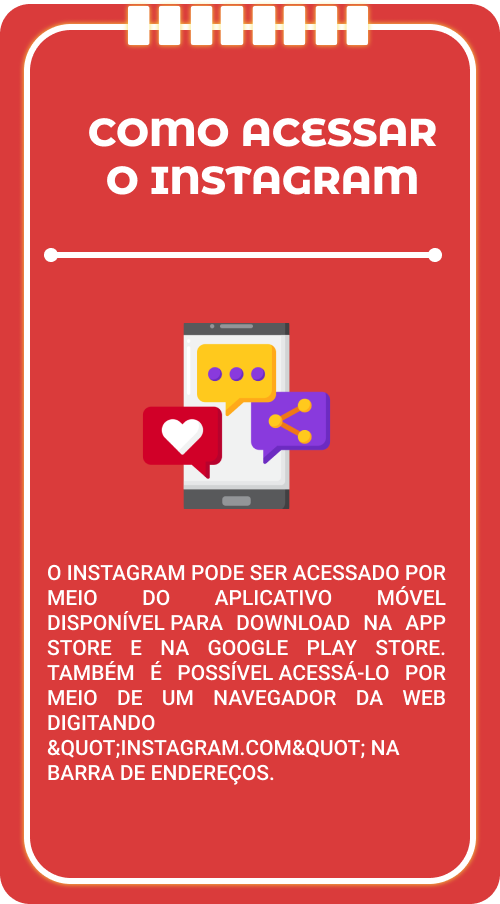 COMO ACESSAR
O INSTAGRAM
O INSTAGRAM PODE SER ACESSADO POR
MEIO DO APLICATIVO MÓVEL
DISPONÍVEL PARA DOWNLOAD NA APP
STORE E NA GOOGLE PLAY STORE.
TAMBÉM É POSSÍVEL ACESSÁ-LO POR
MEIO DE UM NAVEGADOR DA WEB
DIGITANDO
&QUOT;INSTAGRAM.COM&QUOT; NA
BARRA DE ENDEREÇOS.